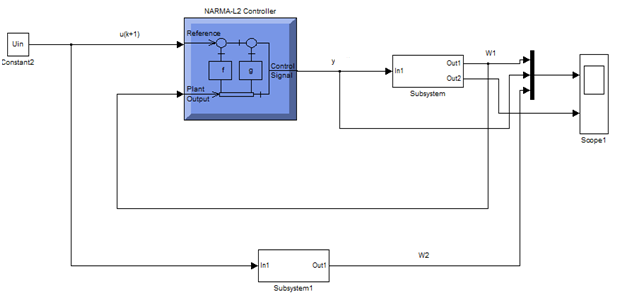 NARMA-L2 Controller
Uin
Constant2
u(k+1)
Reference
f
g
Control
Signal
Plant
Output
y
In1
Out1
Out2
Subsystem
W1
Scope1
In1
Out1
Subsystem1
W2